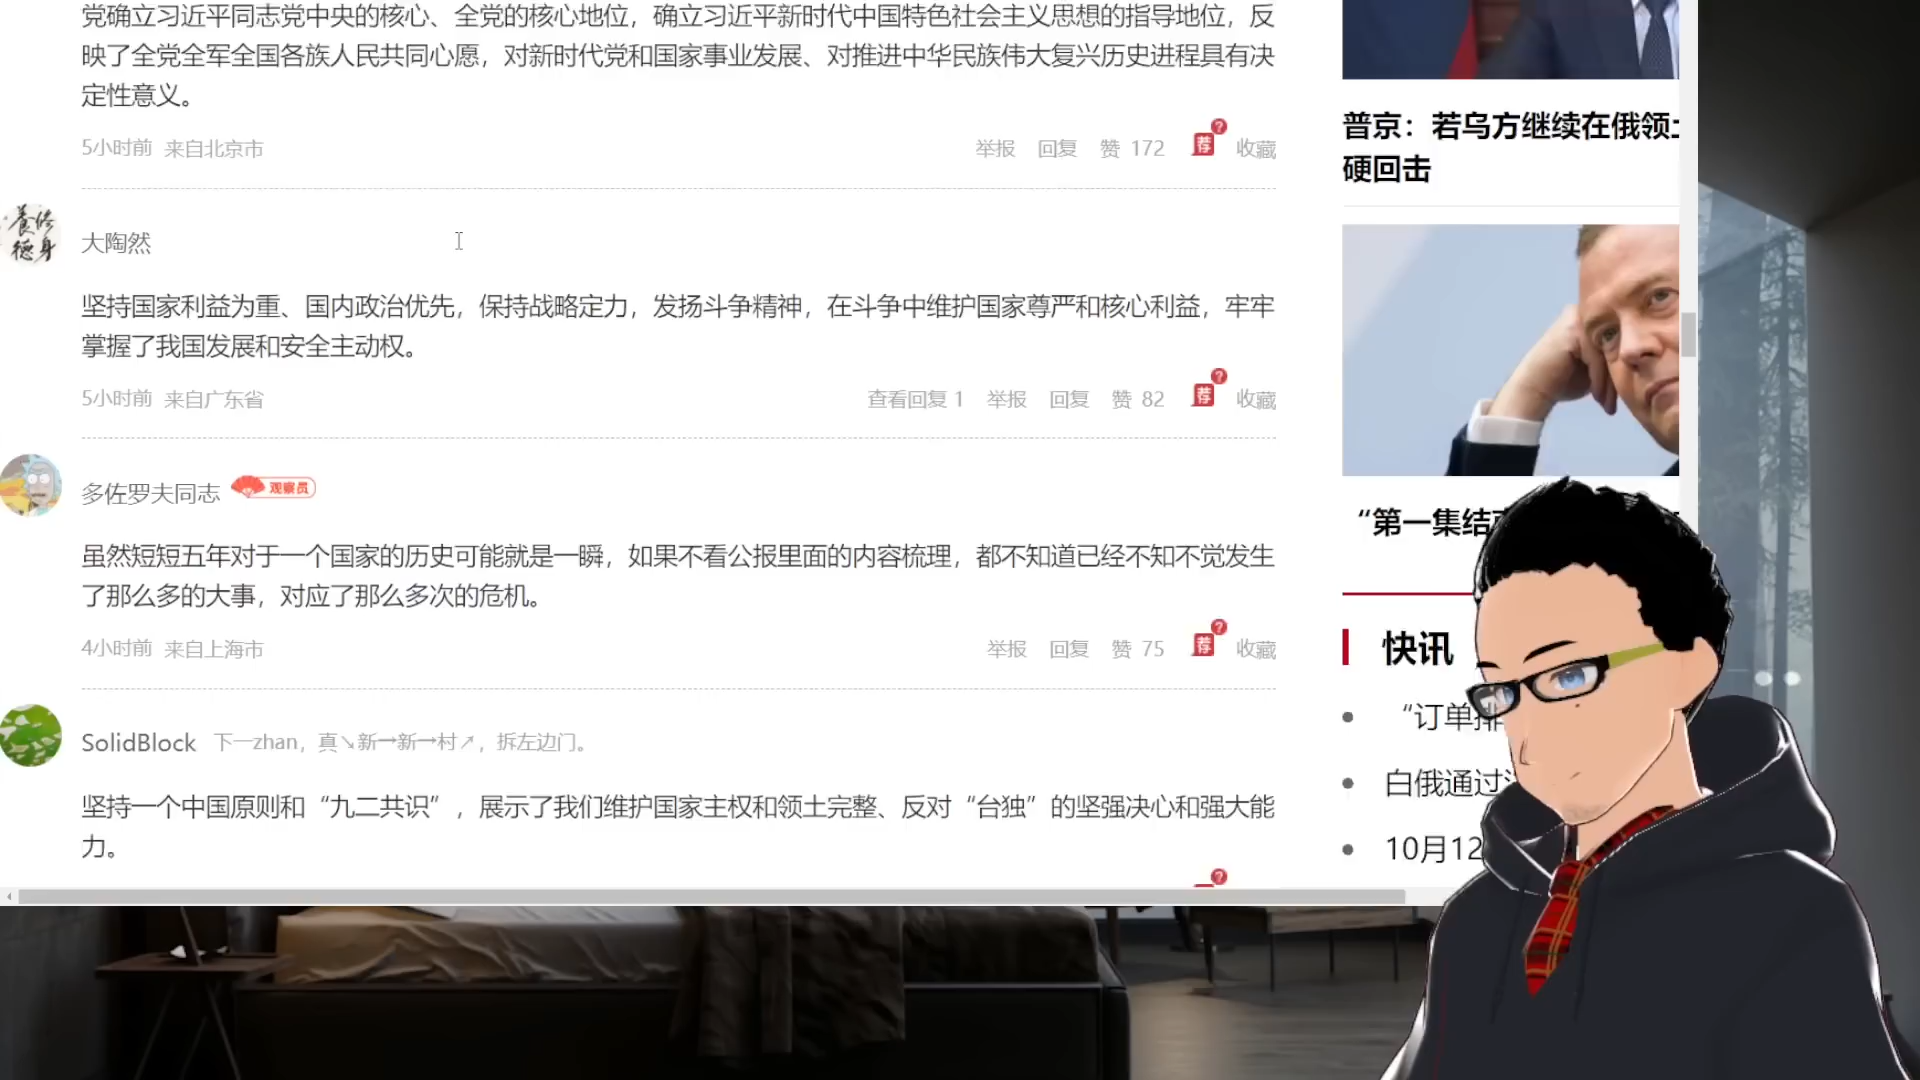 党确立习近平同志党中央的核心、全党的核心地位，确立习近平新时代中国特色社会主义思想的指导地位，反
映了全党全军全国各族人民共同心愿，对新时代党和国家事业发展、对推进中华民族伟大复兴历史进程具有决
定性意义。
5小时前 来自北京市 举报 回复 赞 172 荐 ? 收藏
養修
德身
大陶然
坚持国家利益为重、国内政治优先，保持战略定力，发扬斗争精神，在斗争中维护国家尊严和核心利益，牢牢
掌握了我国发展和安全主动权。
5小时前 来自广东省 查看回复 1 举报 回复 赞 82 荐 ? 收藏
多佐罗夫同志 观察员
虽然短短五年对于一个国家的历史可能就是一瞬，如果不看公报里面的内容梳理，都不知道已经不知不觉发生
了那么多的大事，对应了那么多次的危机。
4小时前 来自上海市 举报 回复 赞 75 荐 ? 收藏
SolidBlock 下一zhan，真↘新→新→村↗，拆左边门。
坚持一个中国原则和“九二共识”，展示了我们维护国家主权和领土完整、反对“台独”的坚强决心和强大能
力。
?
普京：若乌方继续在俄领
硬回击
“第一集结
快讯
“订单排
白俄通过
10月12